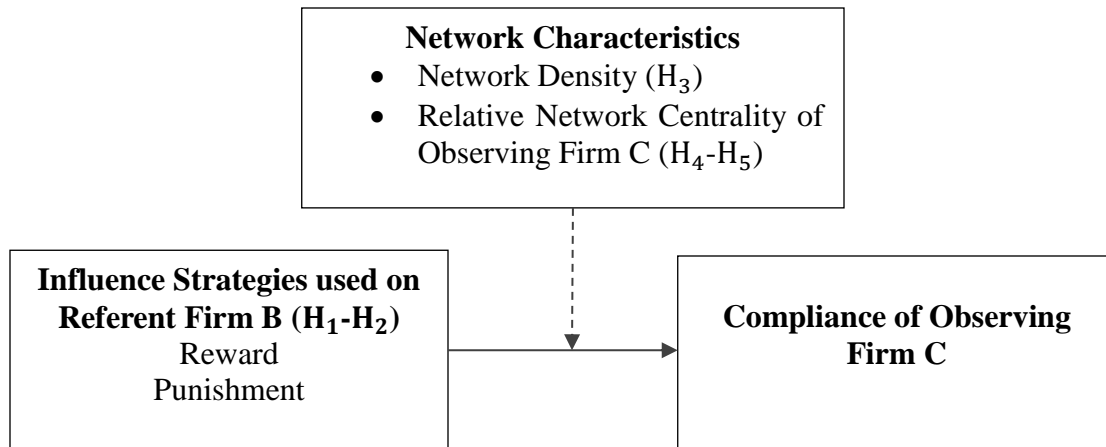 Network Characteristics
• Network Density (H₃)
• Relative Network Centrality of
Observing Firm C (H₄-H₅)
Influence Strategies used on
Referent Firm B (H₁-H₂)
Reward
Punishment
Compliance of Observing
Firm C